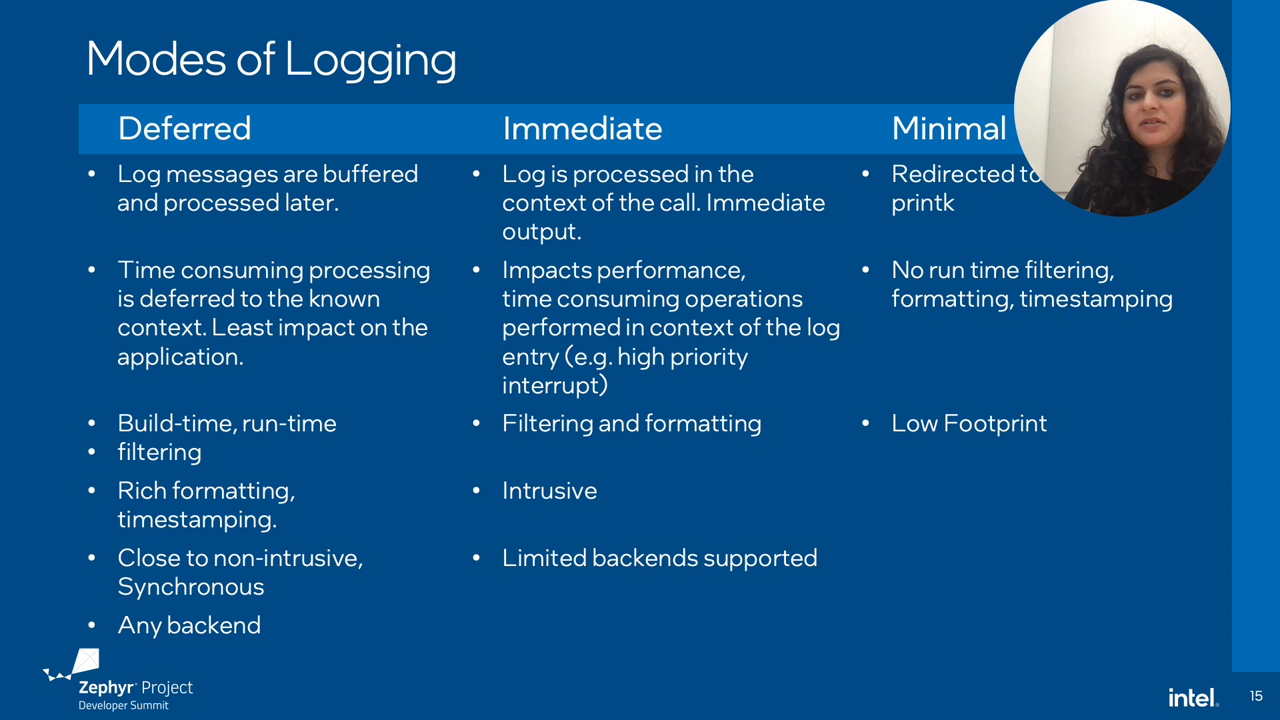 Modes of Logging
Deferred
Immediate
Minimal
• Log messages are buffered
and processed later.
• Log is processed in the
context of the call. Immediate
output.
• Redirected to
printk
• Time consuming processing
is deferred to the known
context. Least impact on the
application.
• Impacts performance,
time consuming operations
performed in context of the log
entry (e.g. high priority
interrupt)
• No run time filtering,
formatting, timestamping
• Build-time, run-time
• filtering
• Filtering and formatting
• Low Footprint
• Rich formatting,
timestamping.
• Intrusive
• Close to non-intrusive,
Synchronous
• Limited backends supported
• Any backend
Zephyr® Project
Developer Summit
intel.
15